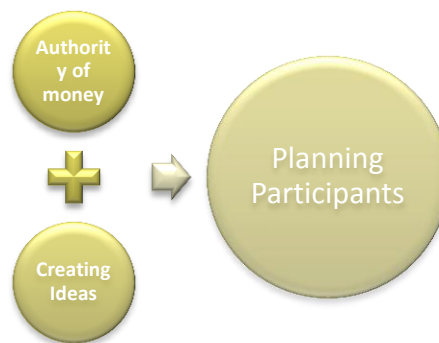 Authorit
y of
money
Creating
Ideas
Planning
Participants